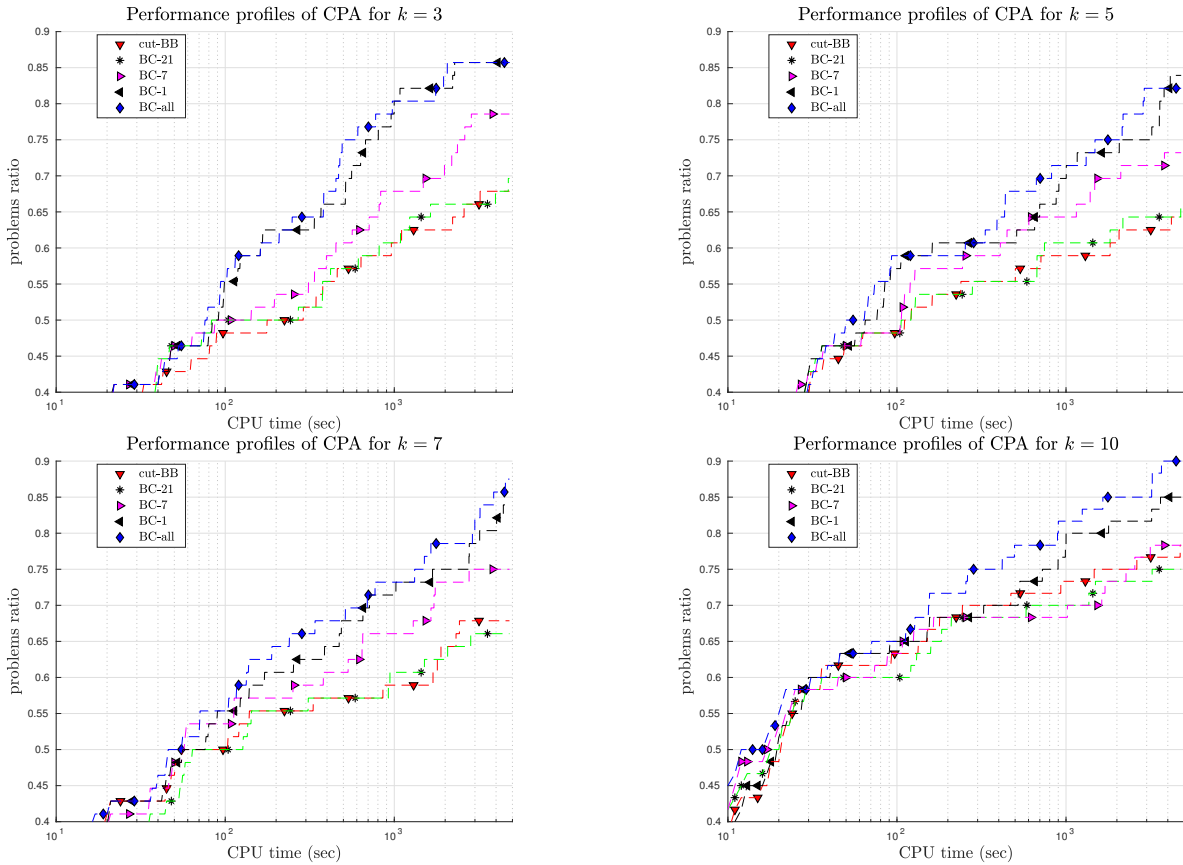 Performance profiles of CPA for k = 3
0.9
0.85
0.8
0.75
0.7
0.65
0.6
0.55
0.5
0.45
0.4
problems ratio
cut-BB
BC-21
BC-7
BC-1
BC-all
10^1
10^2
10^3
CPU time (sec)
Performance profiles of CPA for k = 5
0.9
0.85
0.8
0.75
0.7
0.65
0.6
0.55
0.5
0.45
0.4
problems ratio
cut-BB
BC-21
BC-7
BC-1
BC-all
10^1
10^2
10^3
CPU time (sec)
Performance profiles of CPA for k = 7
0.9
0.85
0.8
0.75
0.7
0.65
0.6
0.55
0.5
0.45
0.4
problems ratio
cut-BB
BC-21
BC-7
BC-1
BC-all
10^1
10^2
10^3
CPU time (sec)
Performance profiles of CPA for k = 10
0.9
0.85
0.8
0.75
0.7
0.65
0.6
0.55
0.5
0.45
0.4
problems ratio
cut-BB
BC-21
BC-7
BC-1
BC-all
10^1
10^2
10^3
CPU time (sec)